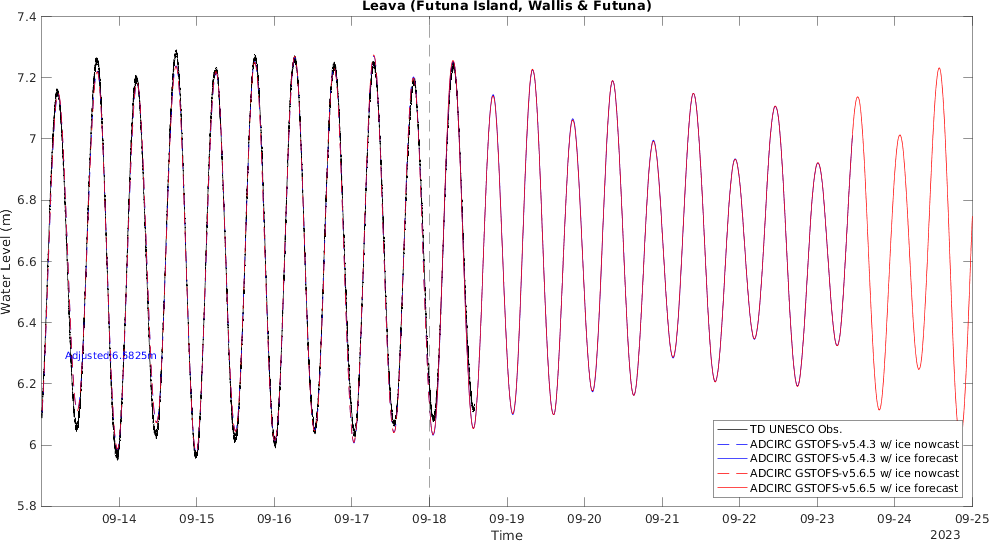 Leava (Futuna Island, Wallis & Futuna)
7.4
7.2
7
6.8
6.6
6.4
6.2
6
5.8
Water Level (m)
Adjusted 6.5825m
TD UNESCO Obs.
ADCIRC GSTOFS-v5.4.3 w/ ice nowcast
ADCIRC GSTOFS-v5.4.3 w/ ice forecast
ADCIRC GSTOFS-v5.6.5 w/ ice nowcast
ADCIRC GSTOFS-v5.6.5 w/ ice forecast
09-14 09-15 09-16 09-17 09-18 09-19 09-20 09-21 09-22 09-23 09-24 09-25
Time
2023